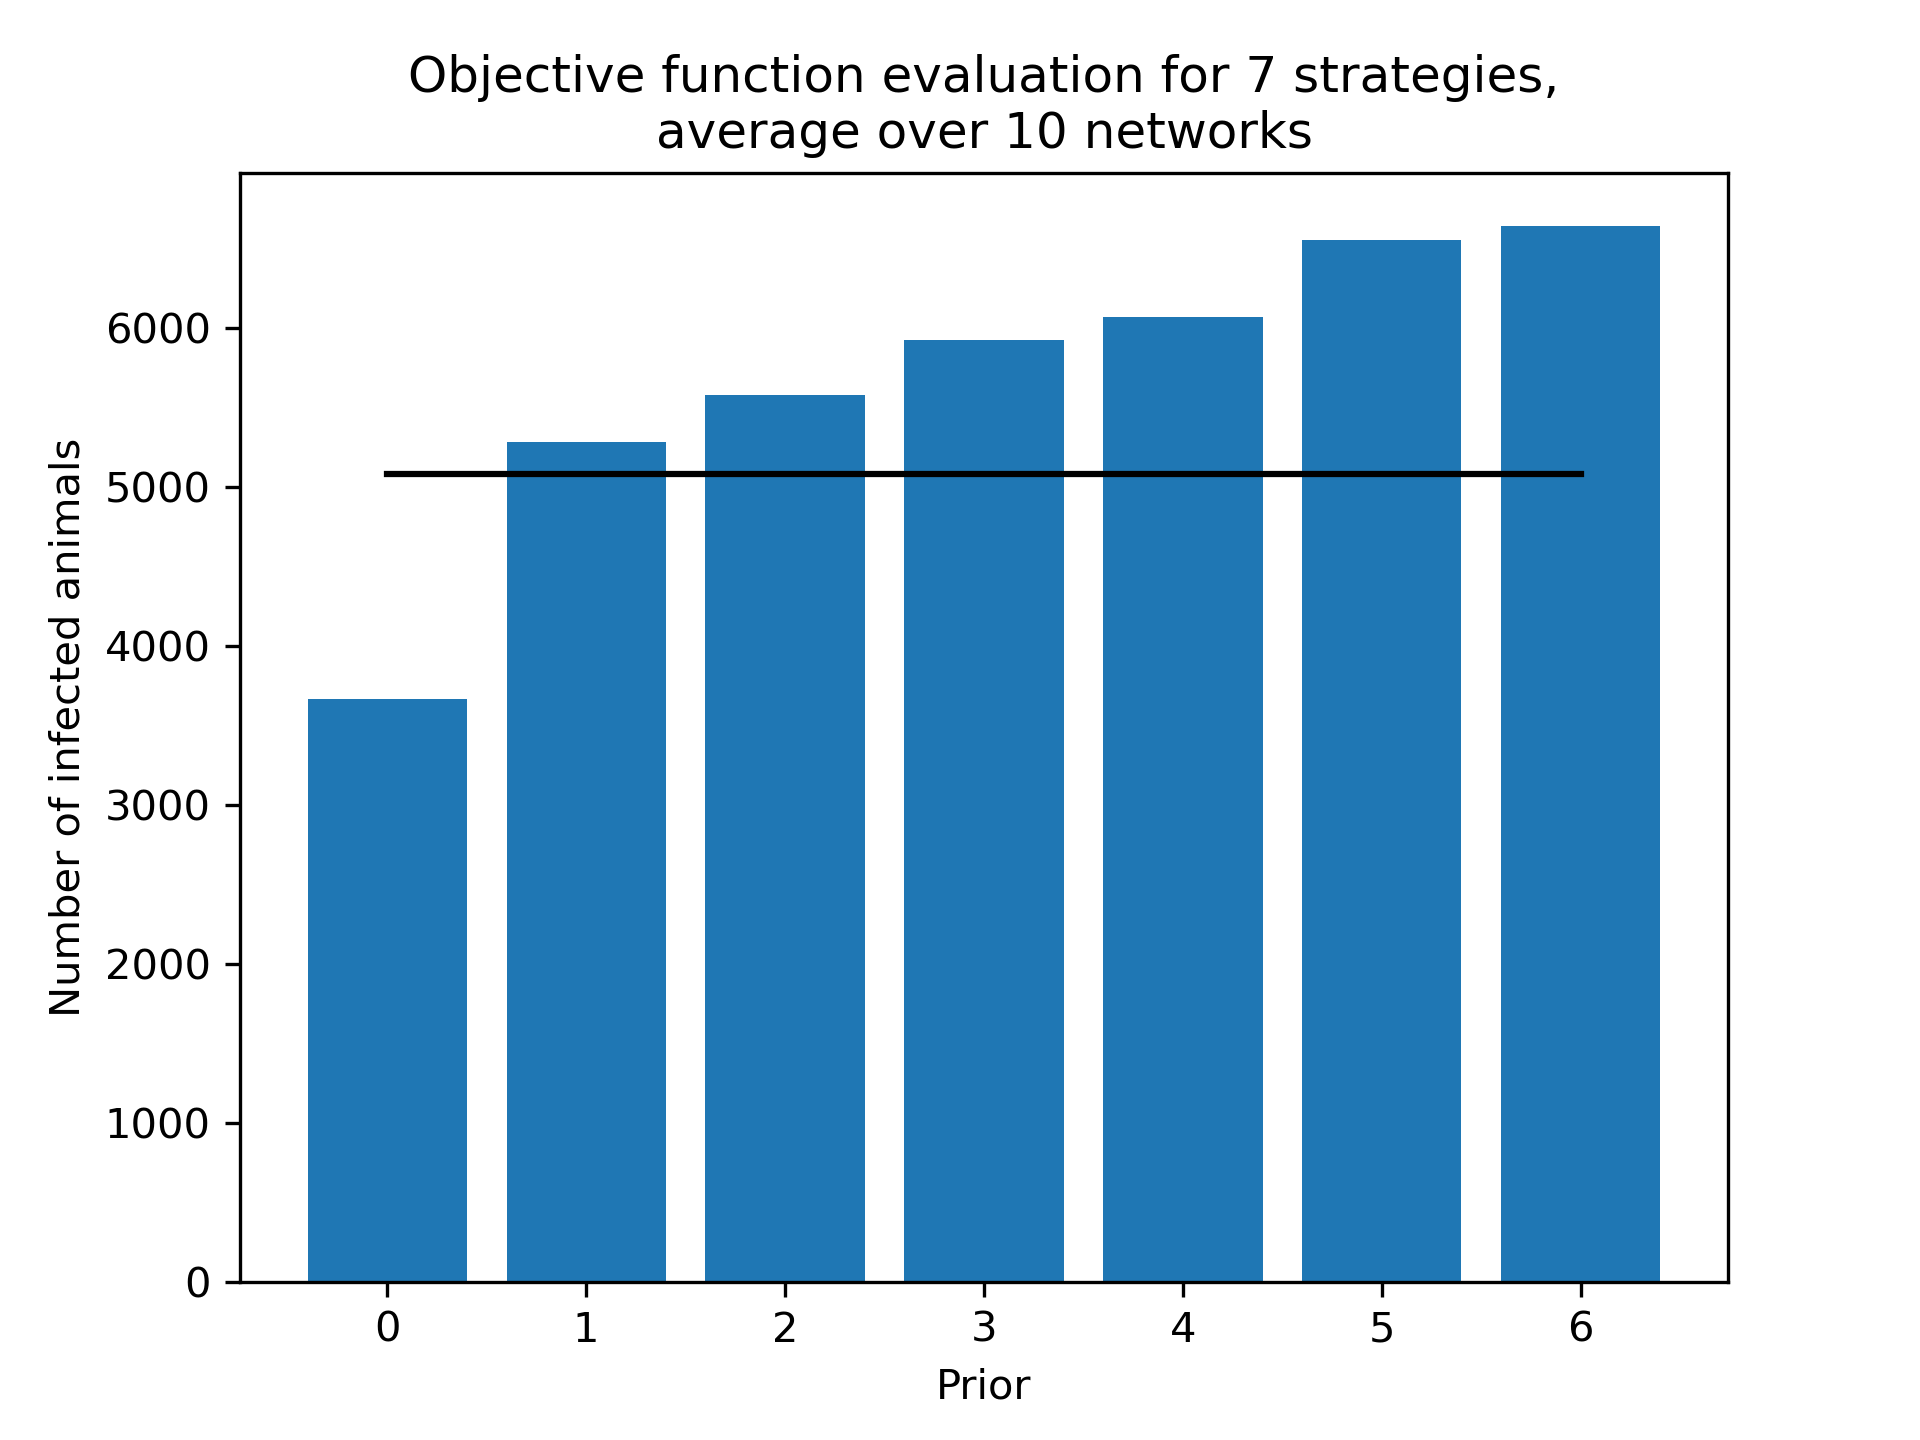 Objective function evaluation for 7 strategies,
average over 10 networks
Number of infected animals
6000
5000
4000
3000
2000
1000
0
0 1 2 3 4 5 6
Prior